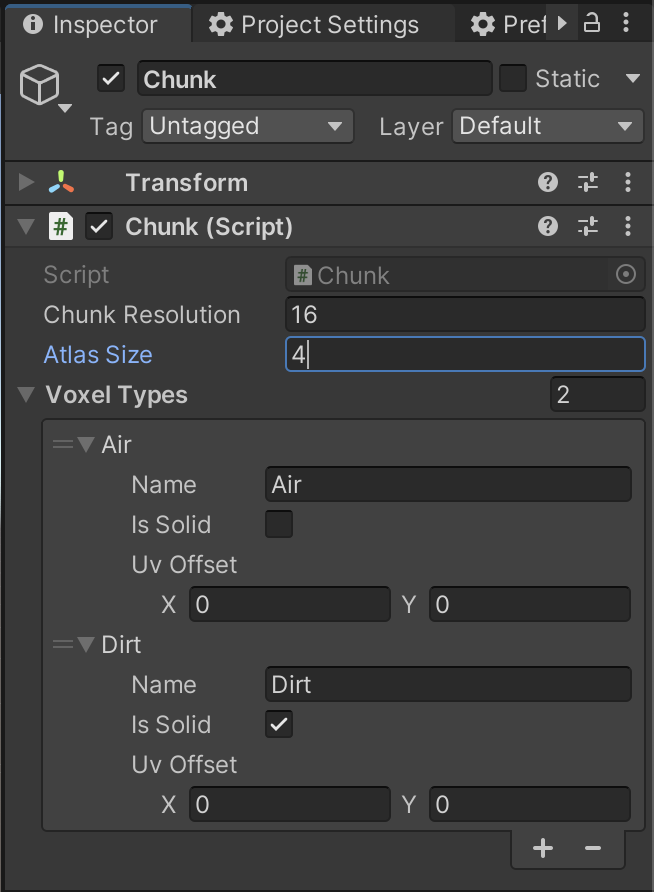 Inspector Project Settings Pref
Chunk Static
Tag Untagged Layer Default
Transform
# Chunk (Script)
Script # Chunk
Chunk Resolution 16
Atlas Size 4
Voxel Types 2
Air
Name Air
Is Solid
Uv Offset
X 0 Y 0
Dirt
Name Dirt
Is Solid
Uv Offset
X 0 Y 0